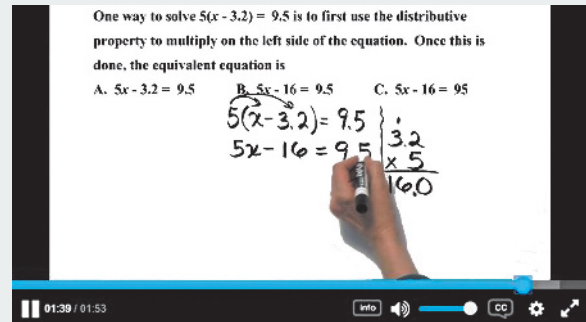 One way to solve 5(x - 3.2) = 9.5 is to first use the distributive
property to multiply on the left side of the equation. Once this is
done, the equivalent equation is
A. 5x - 3.2 = 9.5 B. 5x - 16 = 9.5 C. 5x - 16 = 95
5(x-3.2)= 9.5
5x-16 = 9.5
3.2
x 5
16.0
01:39 / 01:53
info
CC